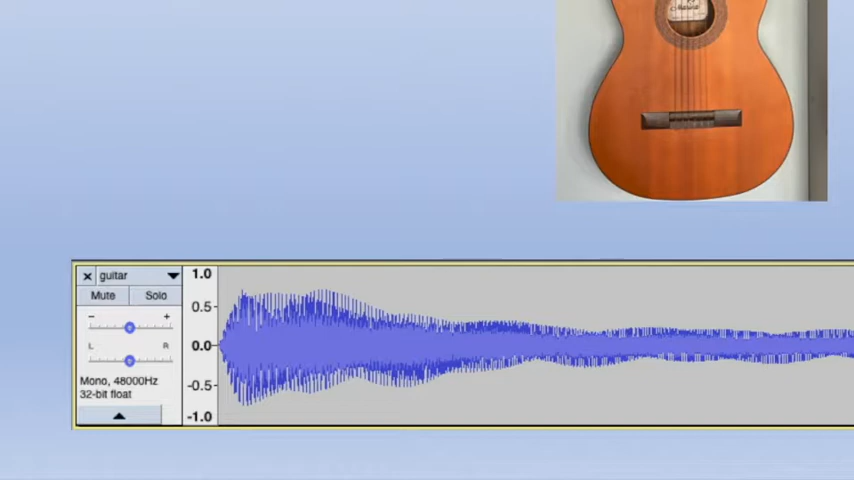 guitar
Mute Solo
- +
L R
Mono, 48000Hz
32-bit float
1.0
0.5-
0.0-
-0.5-
-1.0